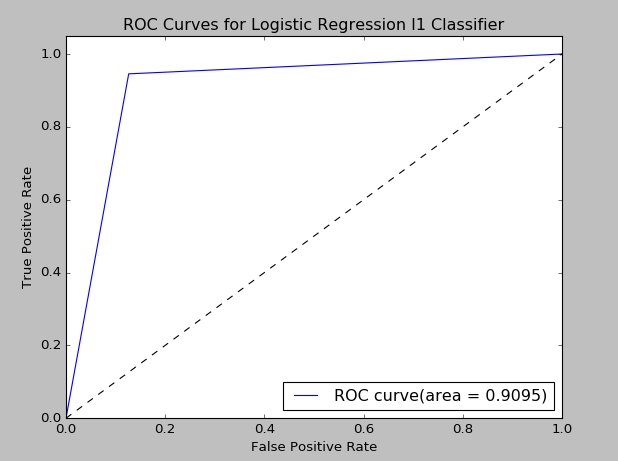 ROC Curves for Logistic Regression l1 Classifier
1.0
0.8
0.6
0.4
0.2
0.0
True Positive Rate
ROC curve(area = 0.9095)
0.0 0.2 0.4 0.6 0.8 1.0
False Positive Rate